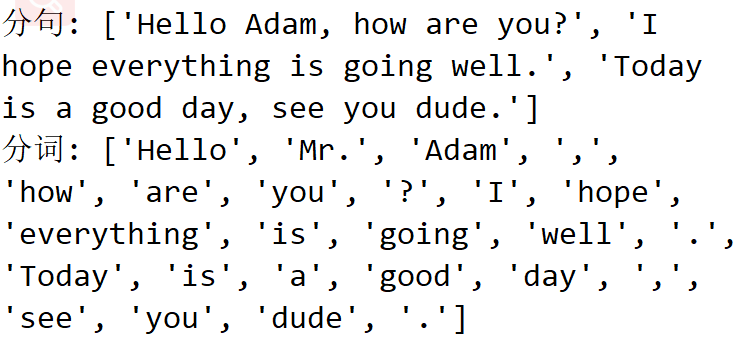 分句: ['Hello Adam, how are you?', 'I
hope everything is going well.', 'Today
is a good day, see you dude.']
分词: ['Hello', 'Mr.', 'Adam', ',',
'how', 'are', 'you', '?', 'I', 'hope',
'everything', 'is', 'going', 'well', '.',
'Today', 'is', 'a', 'good', 'day', ',',
'see', 'you', 'dude', '.']